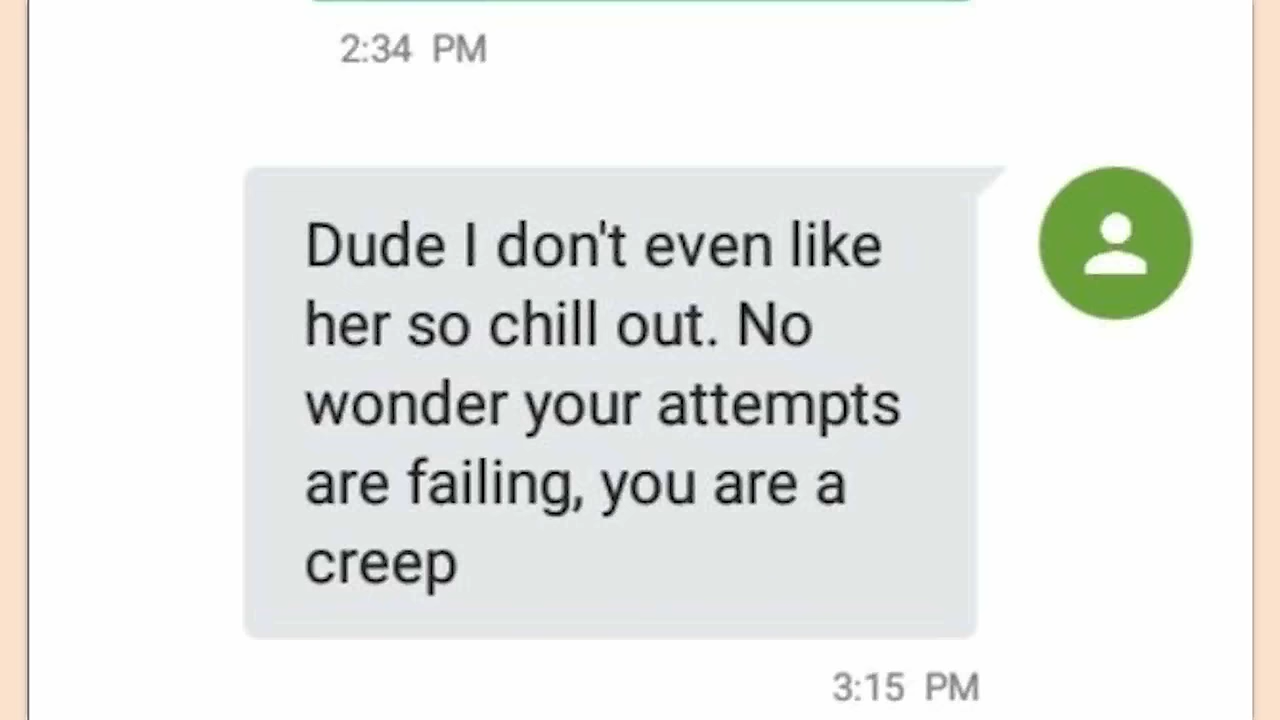 2:34 PM
Dude I don't even like
her so chill out. No
wonder your attempts
are failing, you are a
creep
3:15 PM